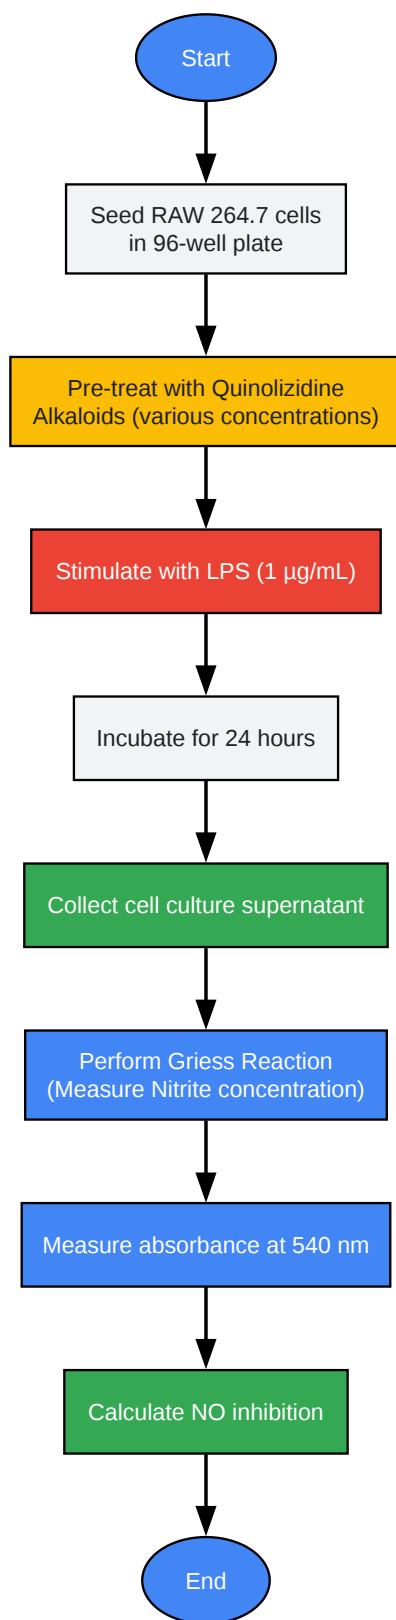 Start
Seed RAW 264.7 cells
in 96-well plate
Pre-treat with Quinolizidine
Alkaloids (various concentrations)
Stimulate with LPS (1 µg/mL)
Incubate for 24 hours
Collect cell culture supernatant
Perform Griess Reaction
(Measure Nitrite concentration)
Measure absorbance at 540 nm
Calculate NO inhibition
End